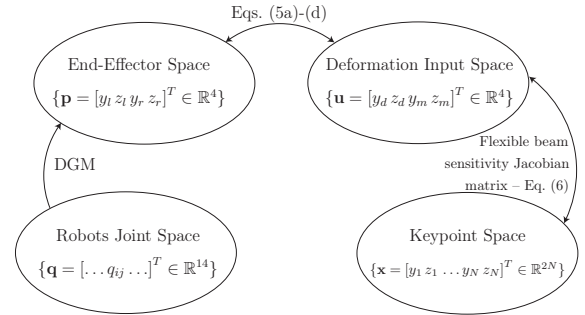 Eqs. (5a)-(d)
End-Effector Space
{p = [y_l z_l y_r z_r]^T ∈ ℝ^4}
Deformation Input Space
{u = [y_d z_d y_m z_m]^T ∈ ℝ^4}
DGM
Flexible beam
sensitivity Jacobian
matrix – Eq. (6)
Robots Joint Space
{q = [… q_ij …]^T ∈ ℝ^14}
Keypoint Space
{x = [y_1 z_1 … y_N z_N]^T ∈ ℝ^2N}